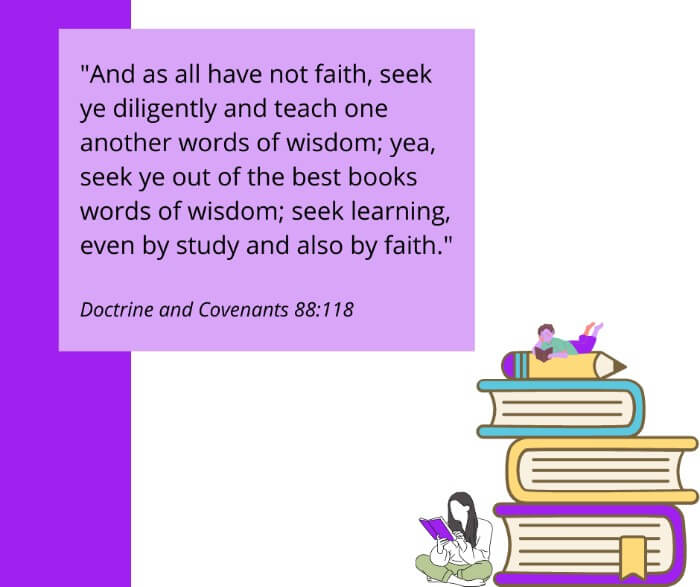 "And as all have not faith, seek
ye diligently and teach one
another words of wisdom; yea,
seek ye out of the best books
words of wisdom; seek learning,
even by study and also by faith."
Doctrine and Covenants 88:118